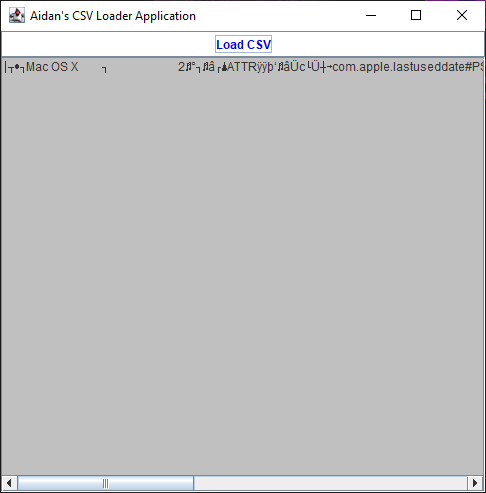 Aidan's CSV Loader Application
Load CSV
Mac OS X
ATTR
com.apple.lastuseddate#PS